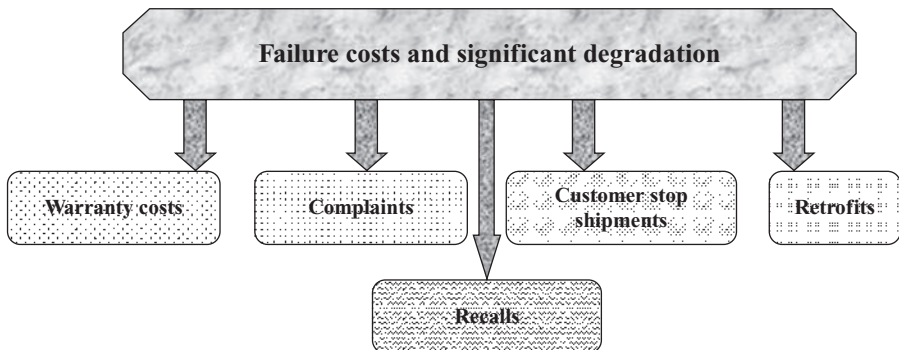 Failure costs and significant degradation
Warranty costs
Complaints
Customer stop
shipments
Retrofits
Recalls